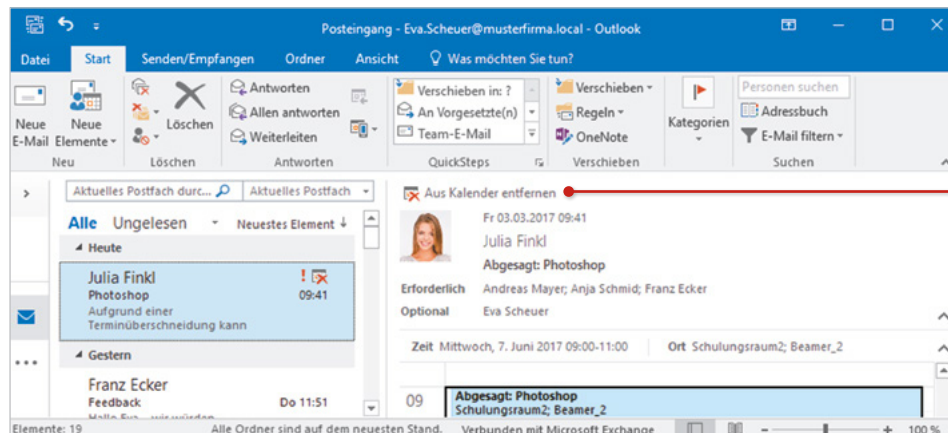 Posteingang - Eva.Scheuer@musterfirma.local - Outlook
Datei Start Senden/Empfangen Ordner Ansicht Was möchten Sie tun?
Neue E-Mail
Neue Elemente
Löschen
Antworten
Allen antworten
Weiterleiten
Verschieben in: ?
An Vorgesetzte(n)
Team-E-Mail
Verschieben
Regeln
OneNote
Kategorien
Personen suchen
Adressbuch
E-Mail filtern
Neu Löschen Antworten QuickSteps Verschieben Suchen
Aktuelles Postfach durc... Aktuelles Postfach
Alle Ungelesen Neuestes Element ↓
Heute
Julia Finkl !
Photoshop 09:41
Aufgrund einer
Terminüberschneidung kann
Gestern
Franz Ecker
Feedback Do 11:51
Aus Kalender entfernen
Fr 03.03.2017 09:41
Julia Finkl
Abgesagt: Photoshop
Erforderlich Andreas Mayer; Anja Schmid; Franz Ecker
Optional Eva Scheuer
Zeit Mittwoch, 7. Juni 2017 09:00-11:00 Ort Schulungsraum2; Beamer_2
09 Abgesagt: Photoshop
Schulungsraum2; Beamer_2
Elemente: 19 Alle Ordner sind auf dem neuesten Stand. Verbunden mit Microsoft Exchange 100 %